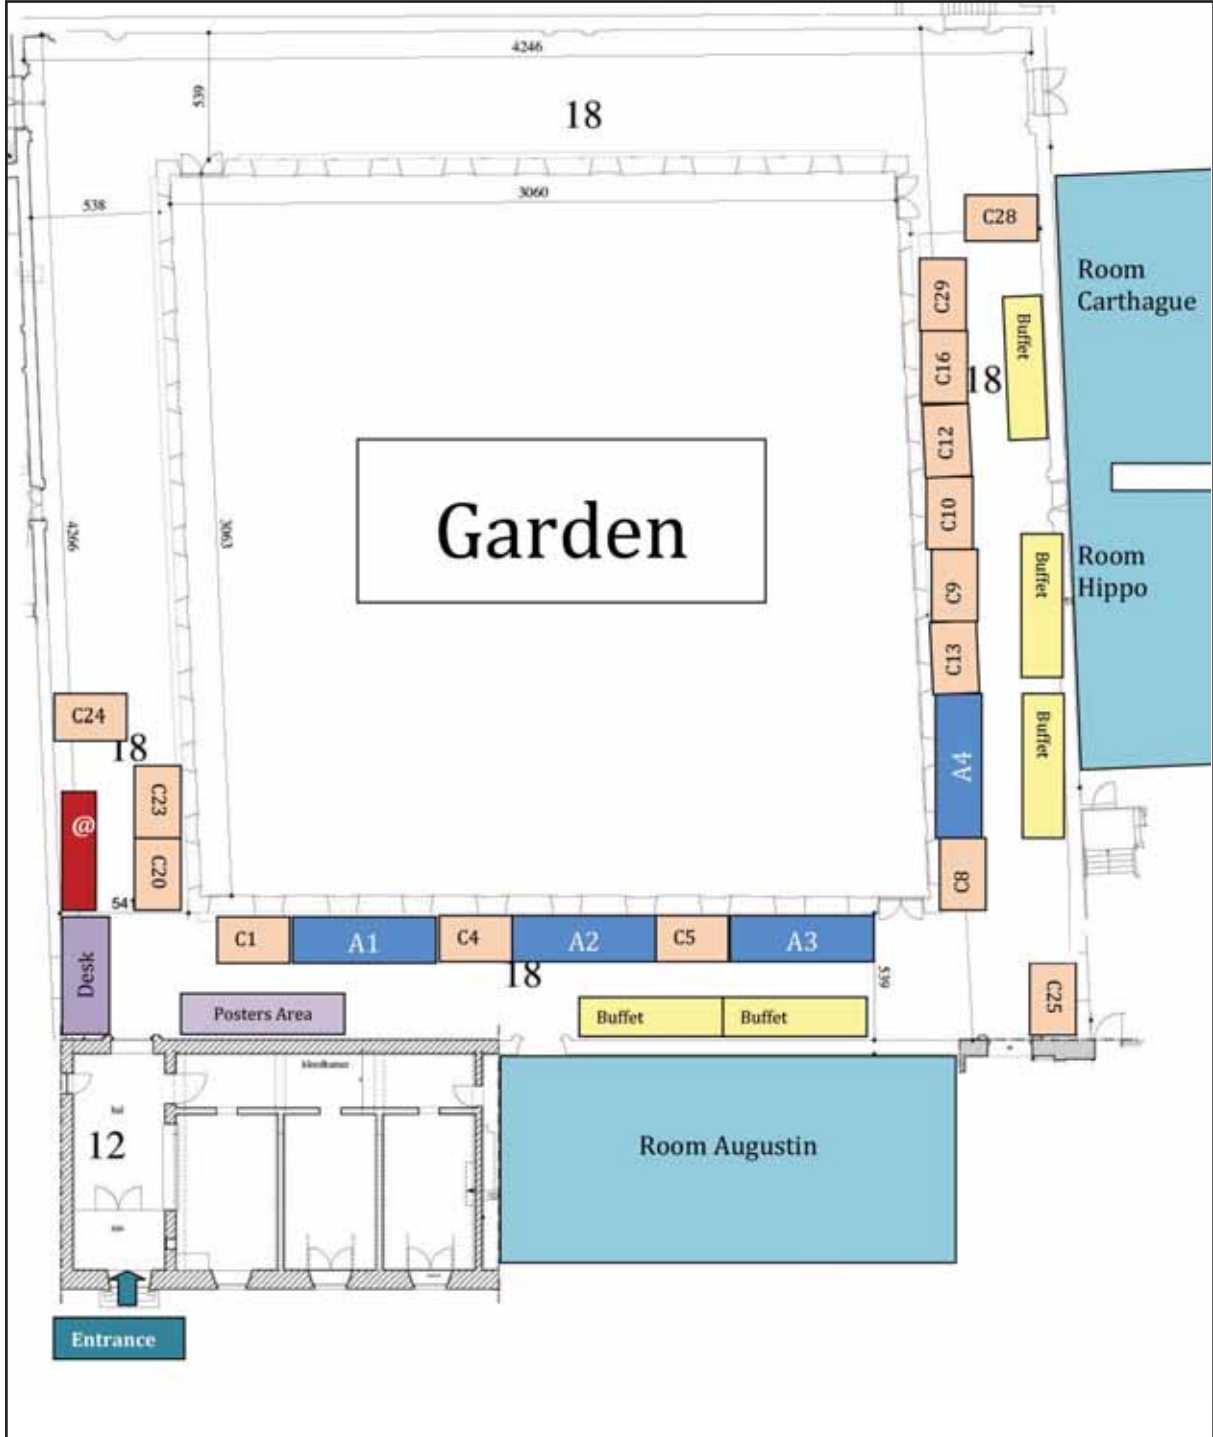 4246
539
18
3060
538
C28
Room
Carthague
C29
Buffet
C16
18
C12
Garden
C10
4266
3063
Buffet
Room
Hippo
C9
C13
C24
18
A4
Buffet
C23
@
C20
C8
541
C1
A1
C4
A2
C5
A3
Desk
18
539
C25
Posters Area
Buffet
Buffet
12
Room Augustin
Entrance